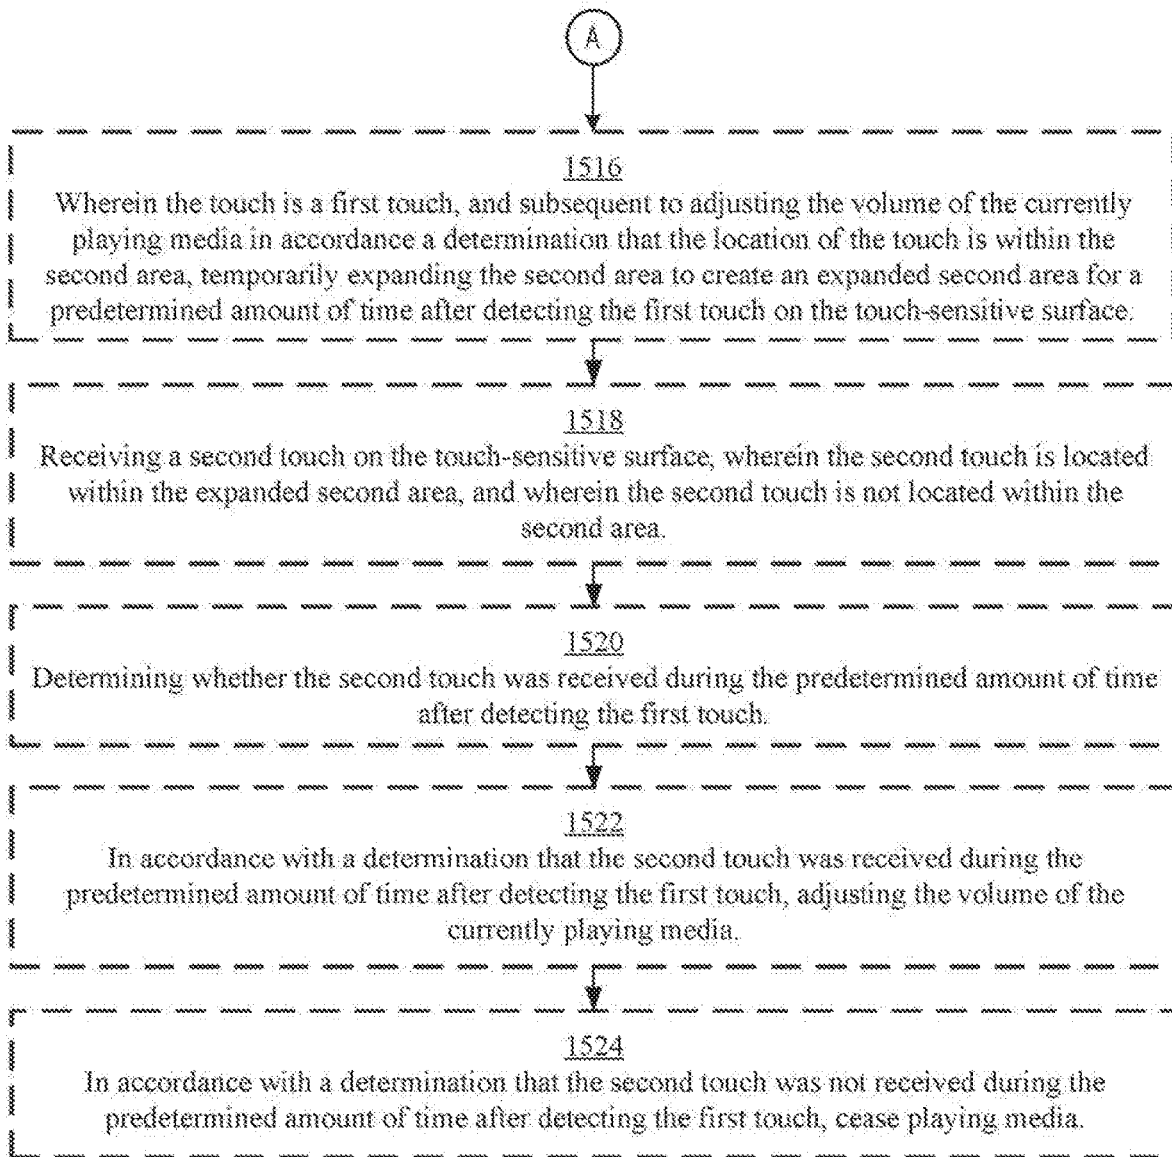 A
1516
Wherein the touch is a first touch, and subsequent to adjusting the volume of the currently
playing media in accordance a determination that the location of the touch is within the
second area, temporarily expanding the second area to create an expanded second area for a
predetermined amount of time after detecting the first touch on the touch-sensitive surface.
1518
Receiving a second touch on the touch-sensitive surface, wherein the second touch is located
within the expanded second area, and wherein the second touch is not located within the
second area.
1520
Determining whether the second touch was received during the predetermined amount of time
after detecting the first touch.
1522
In accordance with a determination that the second touch was received during the
predetermined amount of time after detecting the first touch, adjusting the volume of the
currently playing media.
1524
In accordance with a determination that the second touch was not received during the
predetermined amount of time after detecting the first touch, cease playing media.